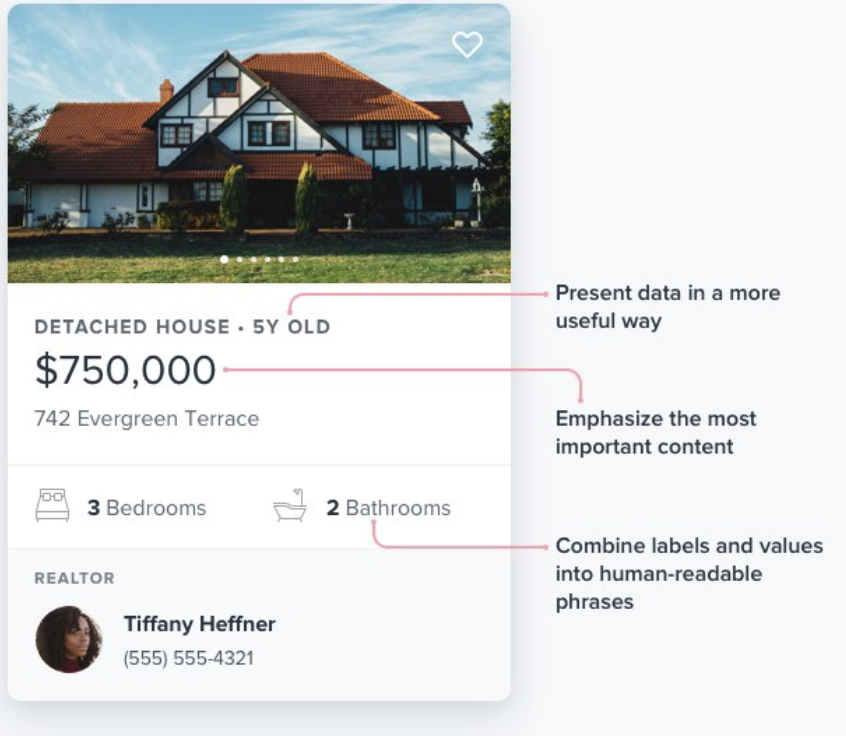 DETACHED HOUSE • 5Y OLD
$750,000
742 Evergreen Terrace
3 Bedrooms
2 Bathrooms
REALTOR
Tiffany Heffner
(555) 555-4321
Present data in a more
useful way
Emphasize the most
important content
Combine labels and values
into human-readable
phrases